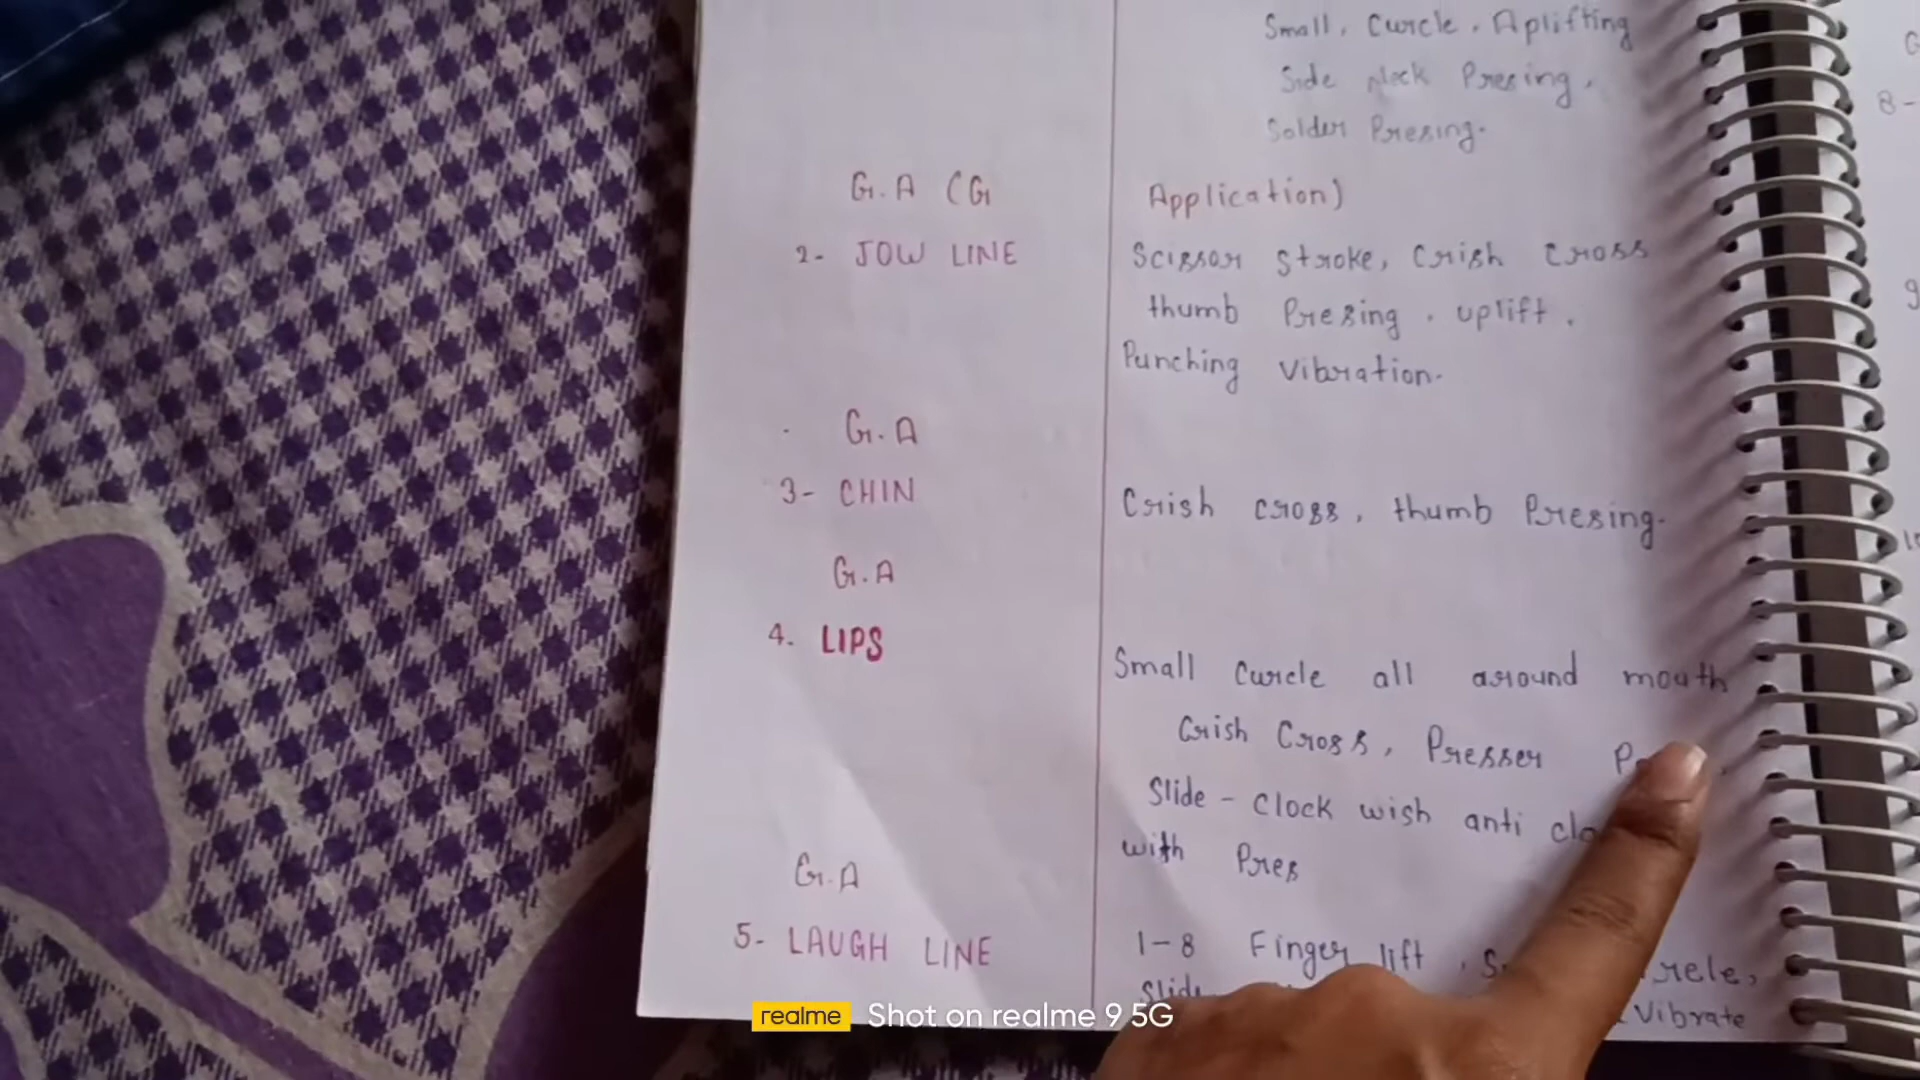 Small, Curcle, Aplifting
Side neck Presing,
Solder Presing.
G.A (G Application)
2- JOW LINE Scissor stroke, Crish Cross
thumb Presing, uplift,
Punching vibration.
G.A
3- CHIN Crish cross, thumb Presing.
G.A
4. LIPS
Small Curcle all around mouth
Crish Cross, Presser
Slide - Clock wish anti
with Pres
G.A
5- LAUGH LINE 1-8 Finger lift,
Slide
Vibrate
realme Shot on realme 9 5G